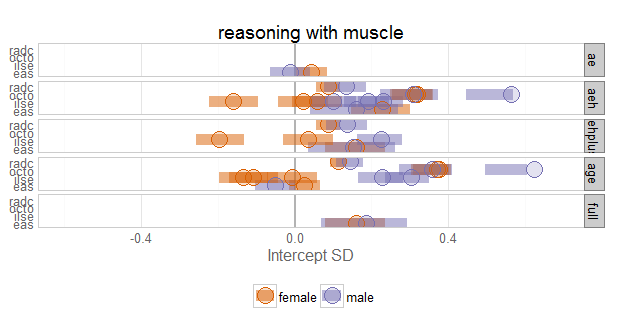 reasoning with muscle
radc
octo
ilse
eas
ae
radc
octo
ilse
eas
aeh
radc
octo
ilse
eas
ehplu
radc
octo
ilse
eas
age
radc
octo
ilse
eas
full
-0.4 0.0 0.4
Intercept SD
female male